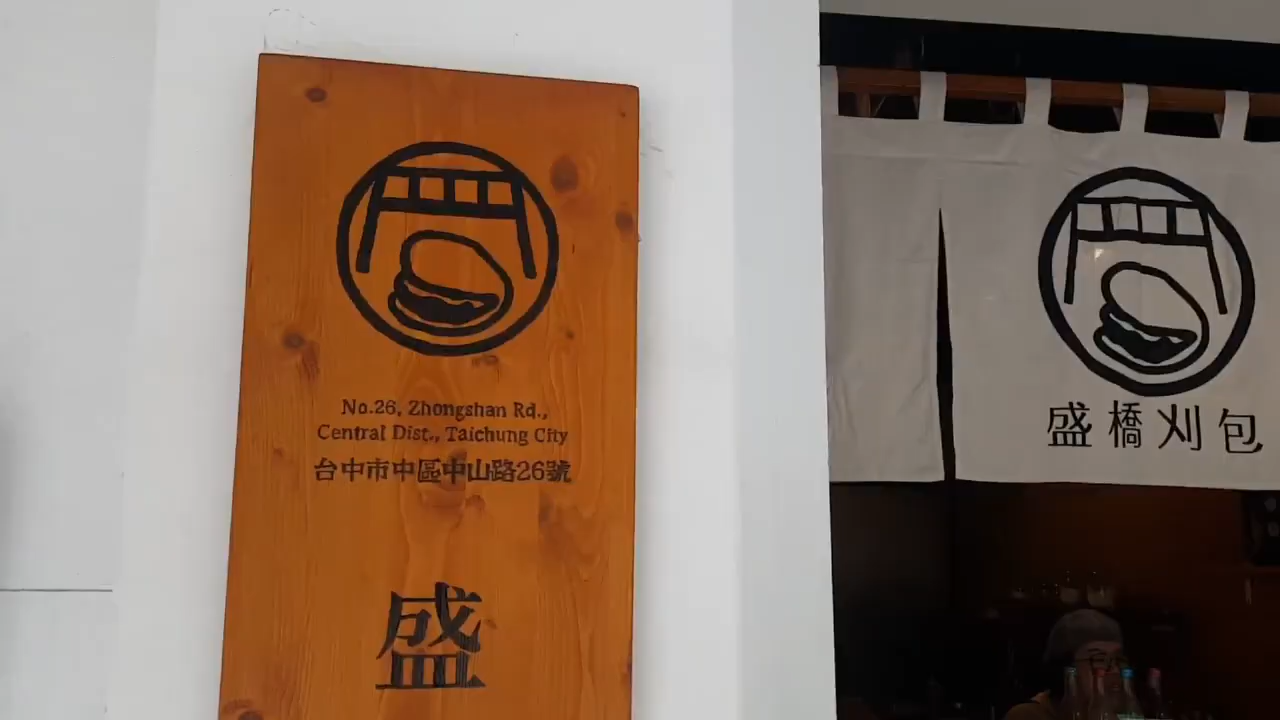 No.26, Zhongshan Rd.,
Central Dist., Taichung City
台中市中區中山路26號
盛
盛橋刈包